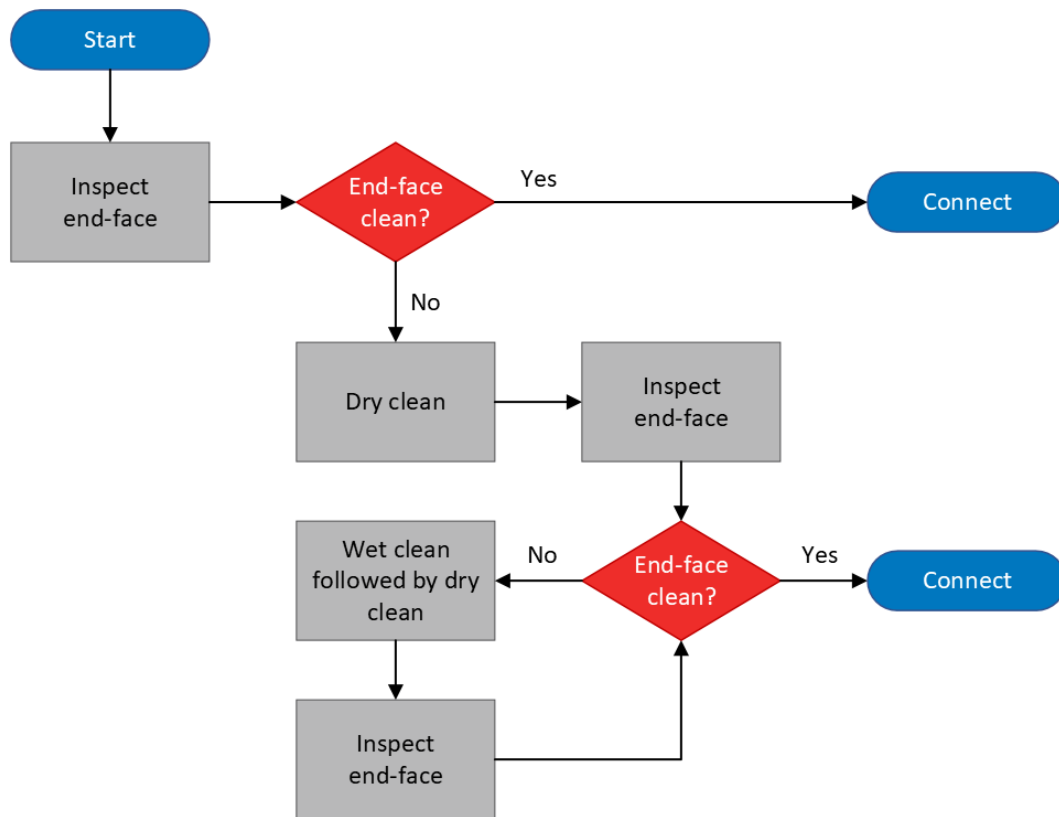 Start
Inspect
end-face
End-face
clean?
Yes
Connect
No
Dry clean
Inspect
end-face
Wet clean
followed by dry
clean
No
End-face
clean?
Yes
Connect
Inspect
end-face